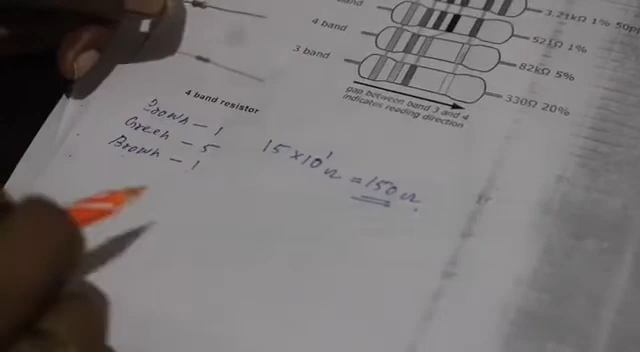 3.21kΩ 1%
521Ω 1%
4 band
82kΩ 5%
3 band
330Ω 20%
gap between band 3 and 4
indicates reading direction
4 band resistor
Brown - 1
Green - 5
Brown - 1
15 × 10¹ Ω = 150 Ω.